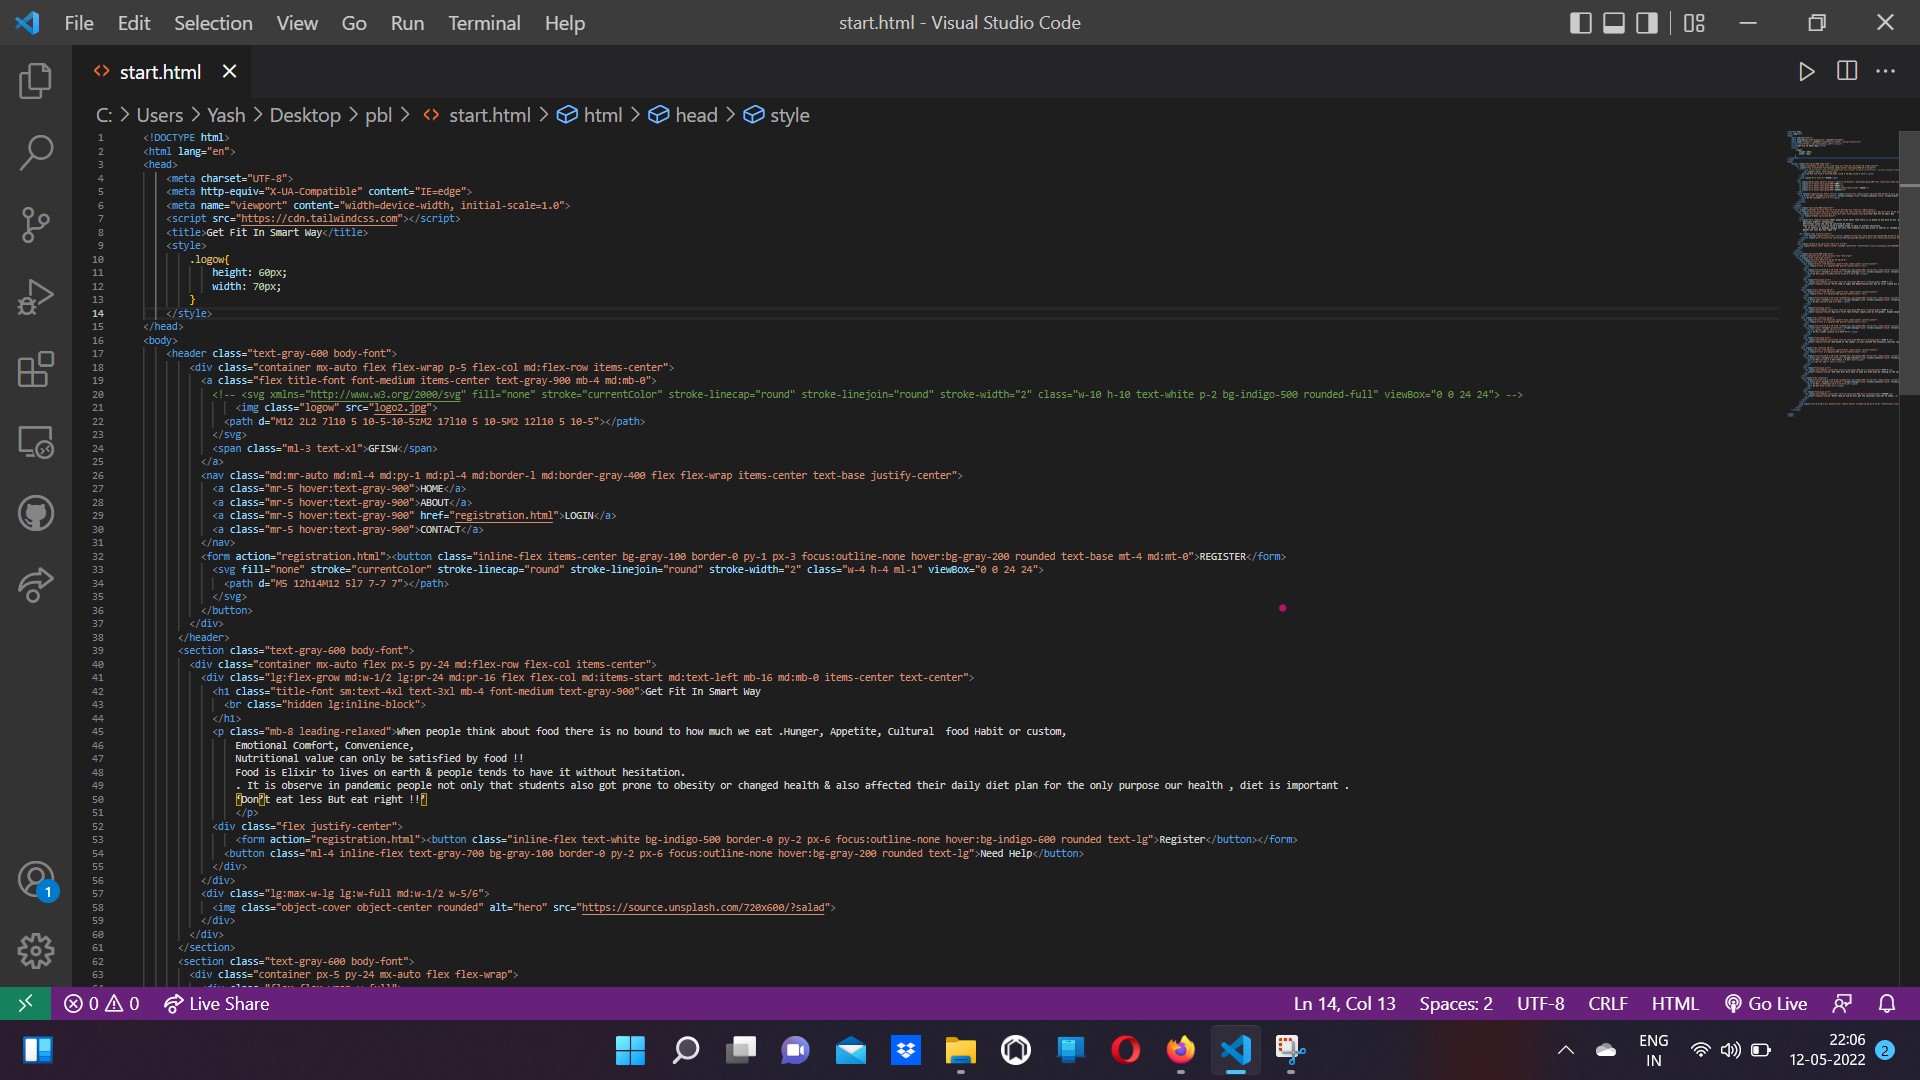 File Edit Selection View Go Run Terminal Help
start.html - Visual Studio Code
start.html
C: > Users > Yash > Desktop > pbl > start.html > html > head > style
1 <!DOCTYPE html>
2 <html lang="en">
3 <head>
4 <meta charset="UTF-8">
5 <meta http-equiv="X-UA-Compatible" content="IE=edge">
6 <meta name="viewport" content="width=device-width, initial-scale=1.0">
7 <script src="https://cdn.tailwindcss.com"></script>
8 <title>Get Fit In Smart Way</title>
9 <style>
10 .logow{
11 height: 60px;
12 width: 70px;
13 }
14 </style>
15 </head>
16 <body>
17 <header class="text-gray-600 body-font">
18 <div class="container mx-auto flex flex-wrap p-5 flex-col md:flex-row items-center">
19 <a class="flex title-font font-medium items-center text-gray-900 mb-4 md:mb-0">
20 <!-- <svg xmlns="http://www.w3.org/2000/svg" fill="none" stroke="currentColor" stroke-linecap="round" stroke-linejoin="round" stroke-width="2" class="w-10 h-10 text-white p-2 bg-indigo-500 rounded-full" viewBox="0 0 24 24"> -->
21 <img class="logow" src="logo2.jpg">
22 <path d="M12 2L2 7l10 5 10-5-10-5zM2 17l10 5 10-5M2 12l10 5 10-5"></path>
23 </svg>
24 <span class="ml-3 text-xl">GFISW</span>
25 </a>
26 <nav class="md:mr-auto md:ml-4 md:py-1 md:pl-4 md:border-l md:border-gray-400 flex flex-wrap items-center text-base justify-center">
27 <a class="mr-5 hover:text-gray-900">HOME</a>
28 <a class="mr-5 hover:text-gray-900">ABOUT</a>
29 <a class="mr-5 hover:text-gray-900" href="registration.html">LOGIN</a>
30 <a class="mr-5 hover:text-gray-900">CONTACT</a>
31 </nav>
32 <form action="registration.html"><button class="inline-flex items-center bg-gray-100 border-0 py-1 px-3 focus:outline-none hover:bg-gray-200 rounded text-base mt-4 md:mt-0">REGISTER</form>
33 <svg fill="none" stroke="currentColor" stroke-linecap="round" stroke-linejoin="round" stroke-width="2" class="w-4 h-4 ml-1" viewBox="0 0 24 24">
34 <path d="M5 12h14M12 5l7 7-7 7"></path>
35 </svg>
36 </button>
37 </div>
38 </header>
39 <section class="text-gray-600 body-font">
40 <div class="container mx-auto flex px-5 py-24 md:flex-row flex-col items-center">
41 <div class="lg:flex-grow md:w-1/2 lg:pr-24 md:pr-16 flex flex-col md:items-start md:text-left mb-16 md:mb-0 items-center text-center">
42 <h1 class="title-font sm:text-4xl text-3xl mb-4 font-medium text-gray-900">Get Fit In Smart Way
43 <br class="hidden lg:inline-block">
44 </h1>
45 <p class="mb-8 leading-relaxed">When people think about food there is no bound to how much we eat .Hunger, Appetite, Cultural  food Habit or custom,
46 Emotional Comfort, Convenience,
47 Nutritional value can only be satisfied by food !!
48 Food is Elixir to lives on earth & people tends to have it without hesitation.
49 . It is observe in pandemic people not only that students also got prone to obesity or changed health & also affected their daily diet plan for the only purpose our health , diet is important .
50 ‘Don’t eat less But eat right !!’
51 </p>
52 <div class="flex justify-center">
53 <form action="registration.html"><button class="inline-flex text-white bg-indigo-500 border-0 py-2 px-6 focus:outline-none hover:bg-indigo-600 rounded text-lg">Register</button></form>
54 <button class="ml-4 inline-flex text-gray-700 bg-gray-100 border-0 py-2 px-6 focus:outline-none hover:bg-gray-200 rounded text-lg">Need Help</button>
55 </div>
56 </div>
57 <div class="lg:max-w-lg lg:w-full md:w-1/2 w-5/6">
58 <img class="object-cover object-center rounded" alt="hero" src="https://source.unsplash.com/720x600/?salad">
59 </div>
60 </div>
61 </section>
62 <section class="text-gray-600 body-font">
63 <div class="container px-5 py-24 mx-auto flex flex-wrap">
1
0 0 Live Share Ln 14, Col 13 Spaces: 2 UTF-8 CRLF HTML Go Live
ENG IN
22:06
12-05-2022
2